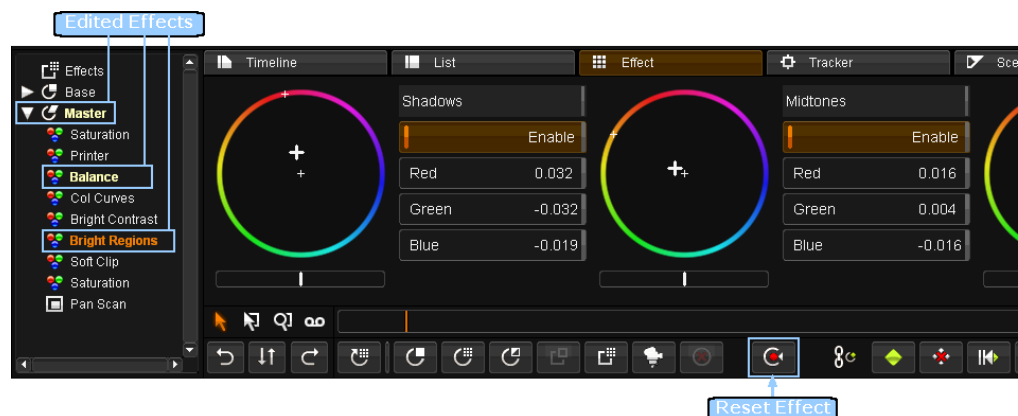 Edited Effects
Effects
Base
Master
Saturation
Printer
Balance
Col Curves
Bright Contrast
Bright Regions
Soft Clip
Saturation
Pan Scan
Timeline
List
Effect
Tracker
Sce
Shadows
Enable
Red 0.032
Green -0.032
Blue -0.019
Midtones
Enable
Red 0.016
Green 0.004
Blue -0.016
Reset Effect